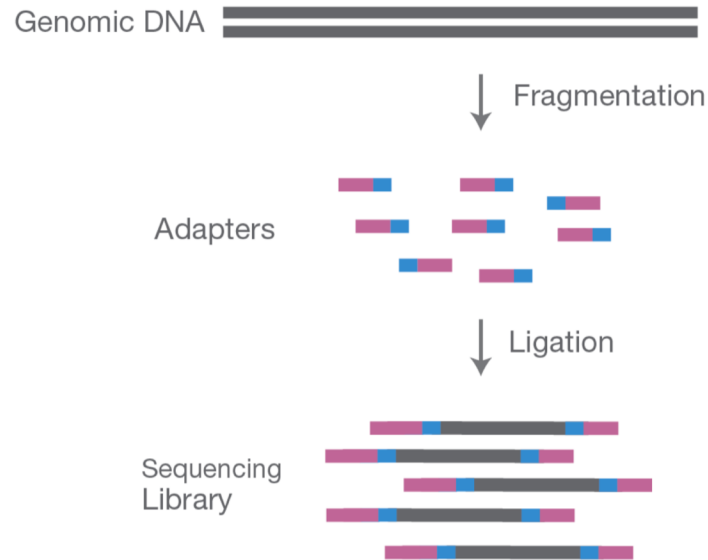 Genomic DNA
Fragmentation
Adapters
Ligation
Sequencing
Library